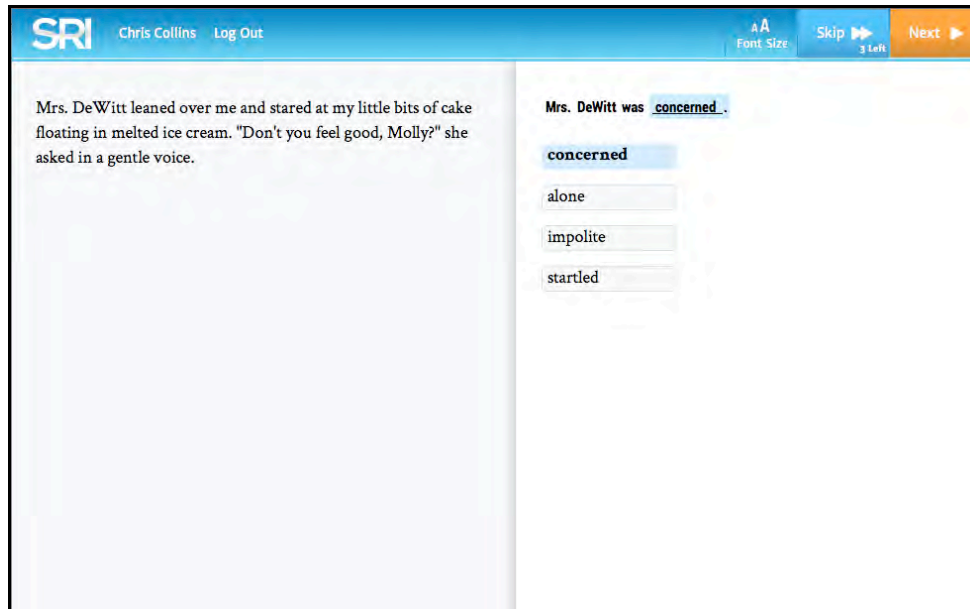 SRI Chris Collins Log Out AA Font Size Skip 3 Left Next
Mrs. DeWitt leaned over me and stared at my little bits of cake
floating in melted ice cream. "Don't you feel good, Molly?" she
asked in a gentle voice.
Mrs. DeWitt was concerned .
concerned
alone
impolite
startled